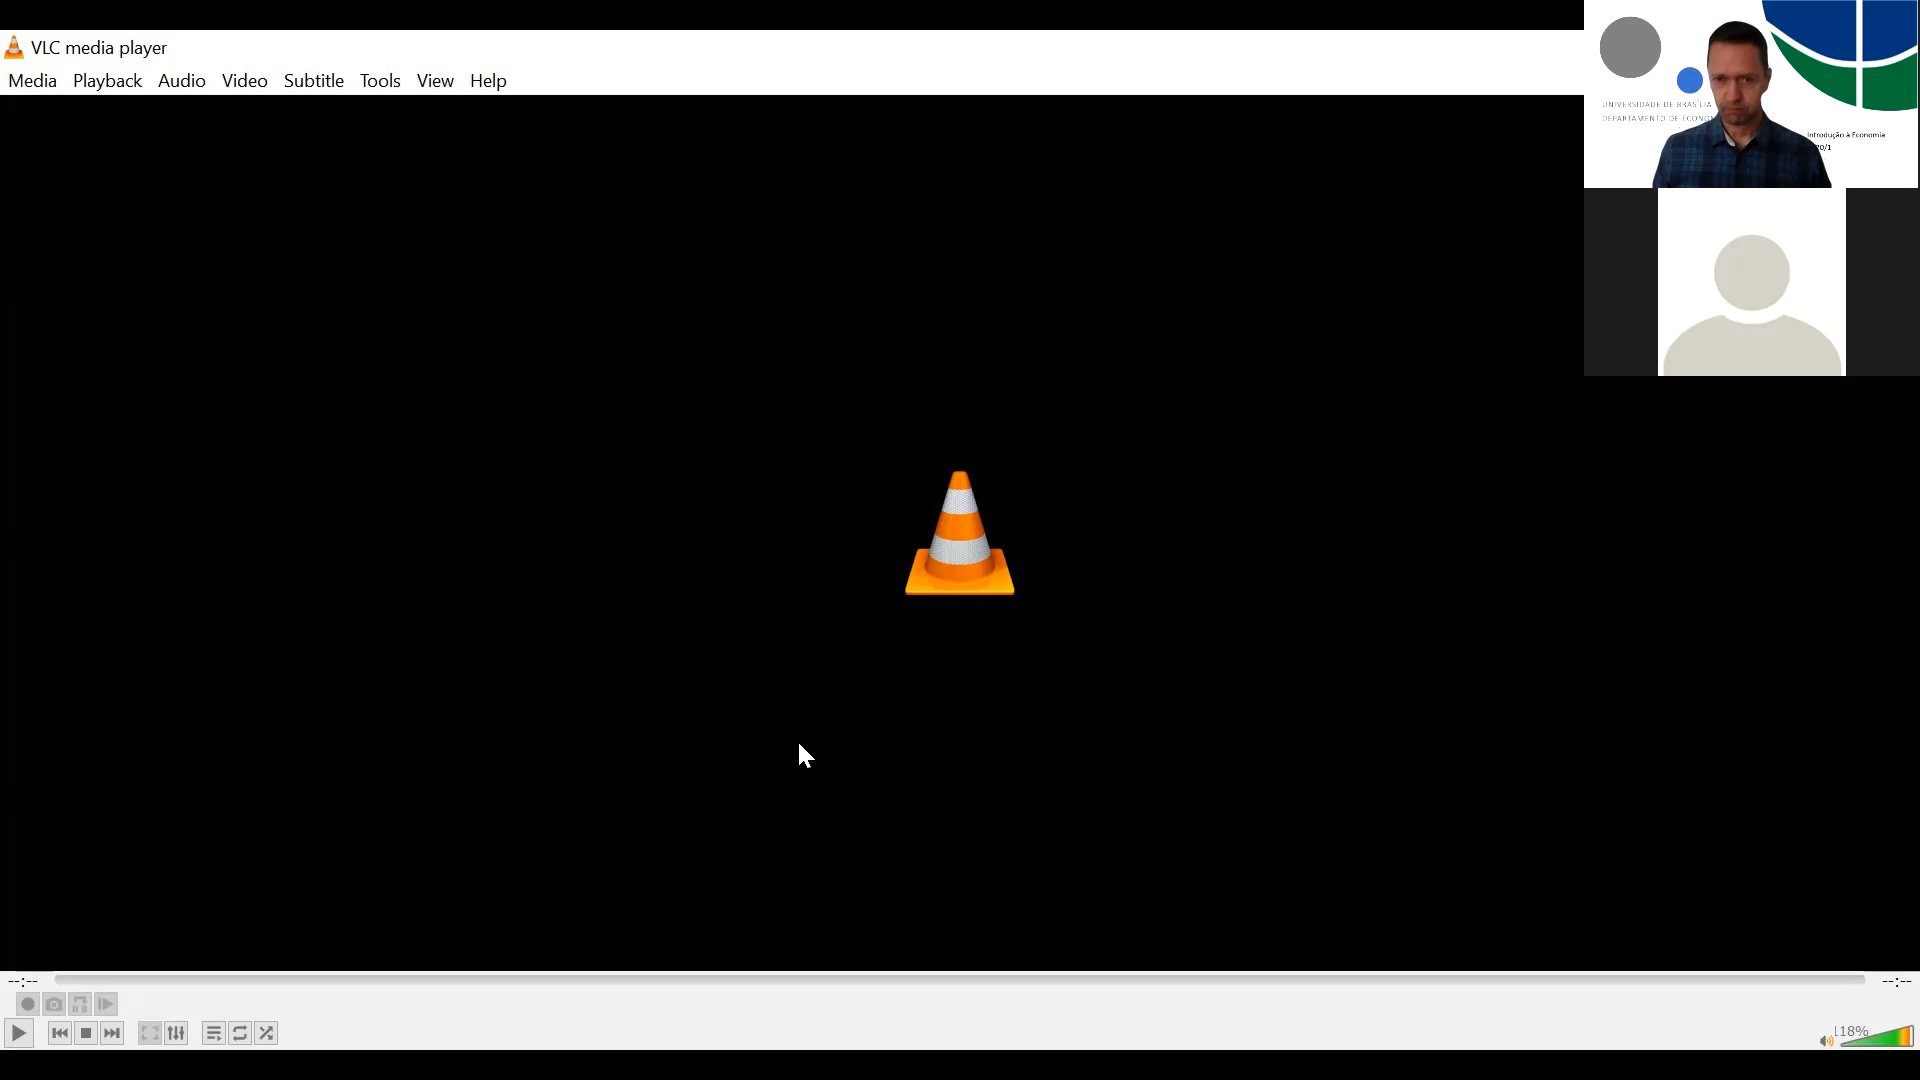 VLC media player
Media Playback Audio Video Subtitle Tools View Help
UNIVERSIDADE DE BRASÍLIA
DEPARTAMENTO DE
Introdução à Economia
--:--
--:--
118%